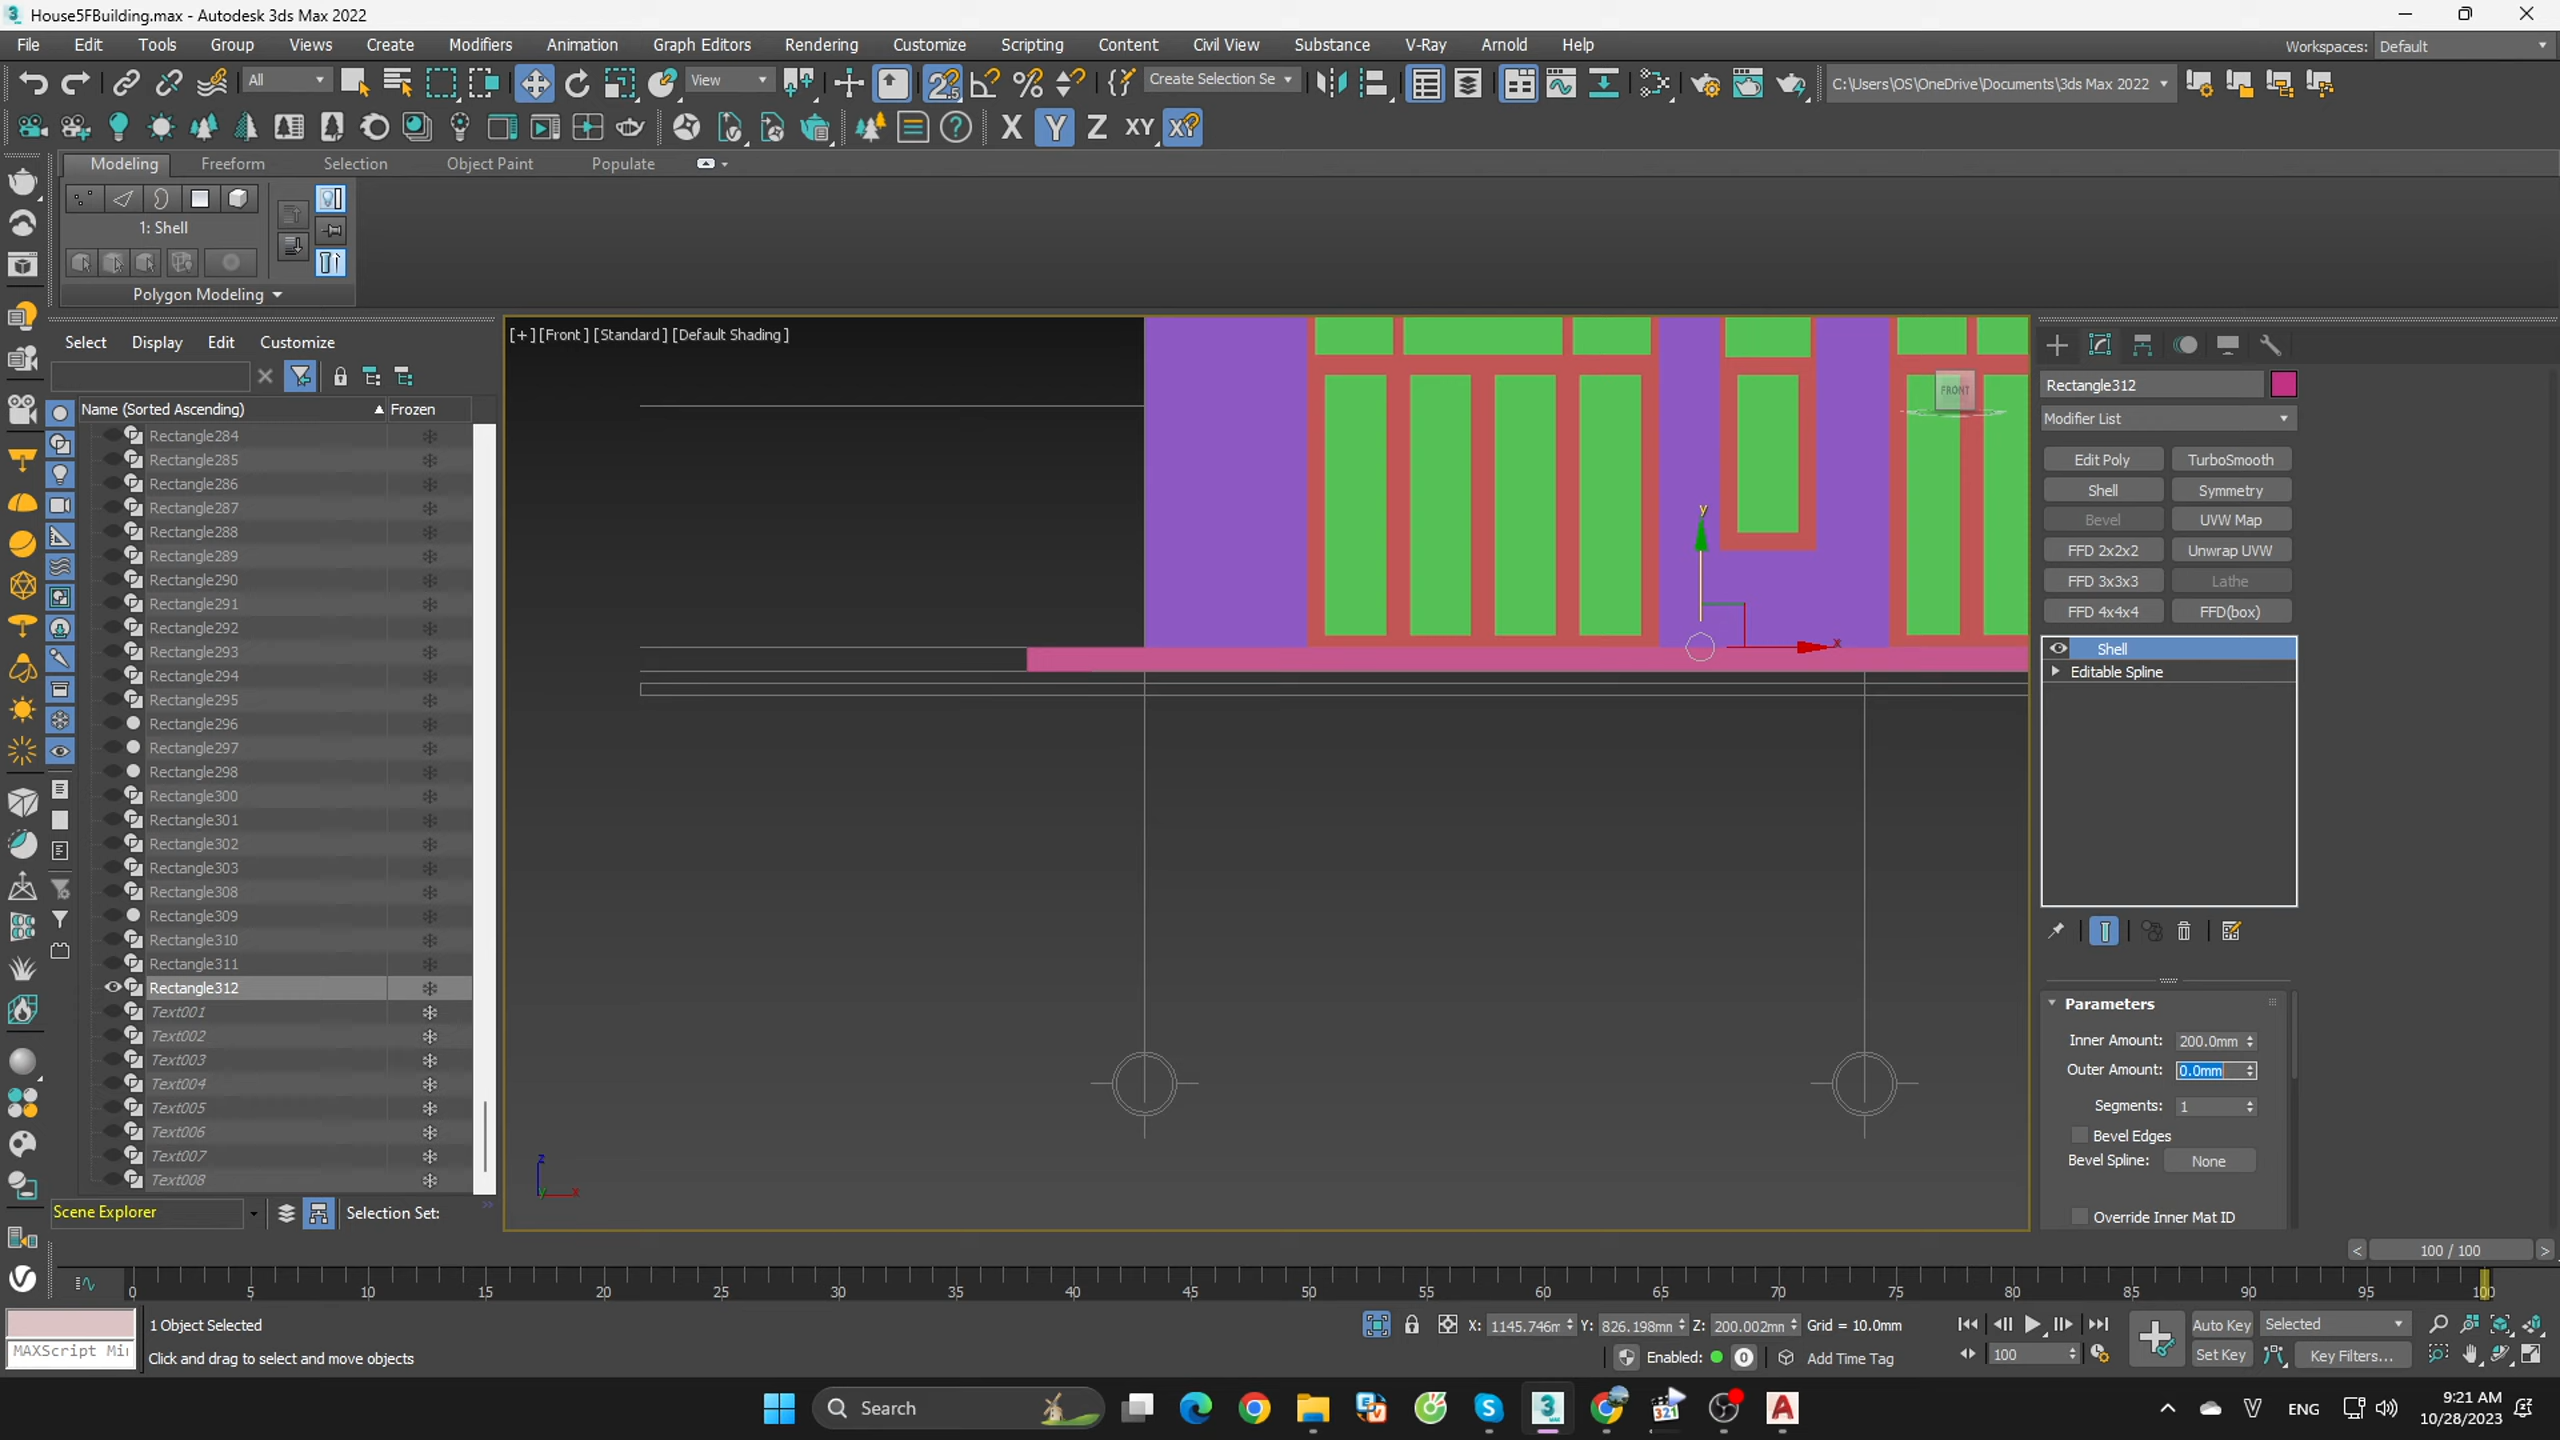 House5FBuilding.max - Autodesk 3ds Max 2022
File Edit Tools Group Views Create Modifiers Animation Graph Editors Rendering Customize Scripting Content Civil View Substance V-Ray Arnold Help Workspaces: Default
All View Create Selection Se C:\Users\OS\OneDrive\Documents\3ds Max 2022
X Y Z XY
Modeling Freeform Selection Object Paint Populate
1: Shell
Polygon Modeling
Select Display Edit Customize
[+] [Front] [Standard] [Default Shading]
FRONT
Name (Sorted Ascending) Frozen
Rectangle284
Rectangle285
Rectangle286
Rectangle287
Rectangle288
Rectangle289
Rectangle290
Rectangle291
Rectangle292
Rectangle293
Rectangle294
Rectangle295
Rectangle296
Rectangle297
Rectangle298
Rectangle300
Rectangle301
Rectangle302
Rectangle303
Rectangle308
Rectangle309
Rectangle310
Rectangle311
Rectangle312
Text001
Text002
Text003
Text004
Text005
Text006
Text007
Text008
Scene Explorer Selection Set:
y
x
z
y x
Rectangle312
Modifier List
Edit Poly TurboSmooth
Shell Symmetry
Bevel UVW Map
FFD 2x2x2 Unwrap UVW
FFD 3x3x3 Lathe
FFD 4x4x4 FFD(box)
Shell
Editable Spline
Parameters
Inner Amount: 200.0mm
Outer Amount: 0.0mm
Segments: 1
Bevel Edges
Bevel Spline: None
Override Inner Mat ID
< 100 / 100 >
0 5 10 15 20 25 30 35 40 45 50 55 60 65 70 75 80 85 90 95 100
1 Object Selected X: 1145.746m Y: 826.198mm Z: 200.002mm Grid = 10.0mm Auto Key Selected
MAXScript Mi Click and drag to select and move objects Enabled: 0 Add Time Tag 100 Set Key Key Filters...
Search ENG 9:21 AM
10/28/2023